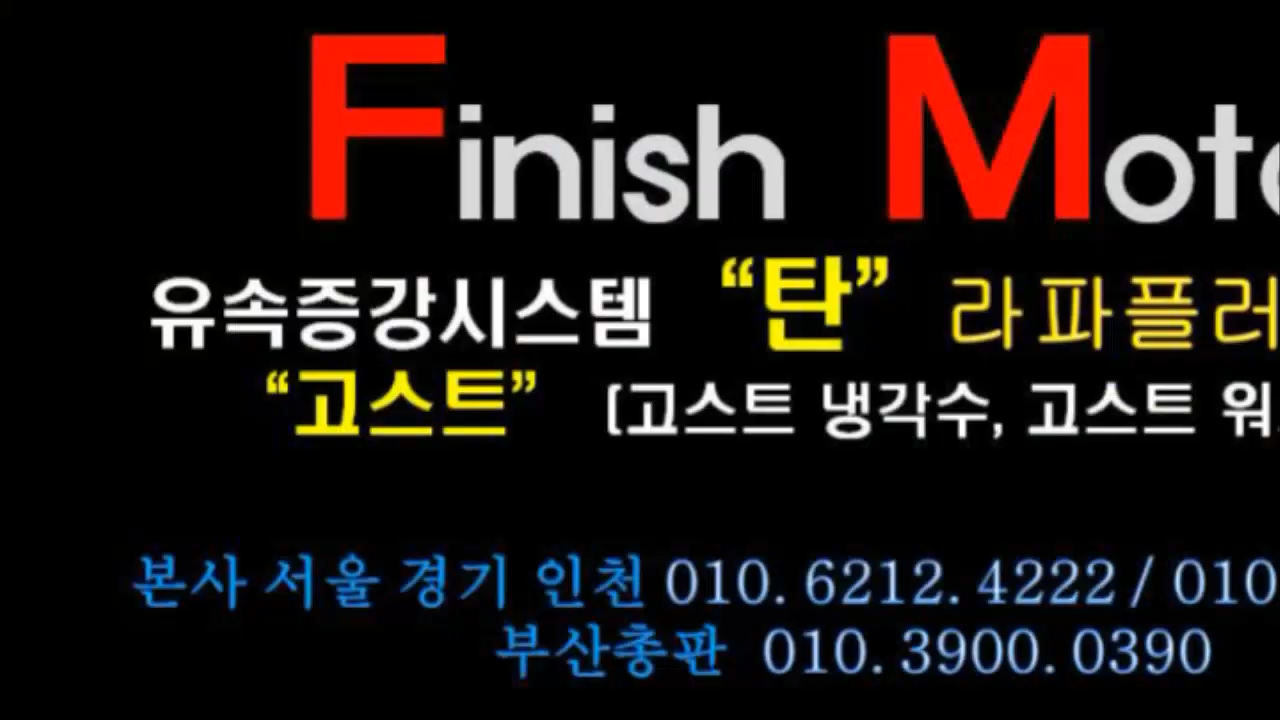 Finish Moto
유속증강시스템 “탄” 라파플러
“고스트” [고스트 냉각수, 고스트 워
본사 서울 경기 인천 010. 6212. 4222 / 010
부산총판 010. 3900. 0390